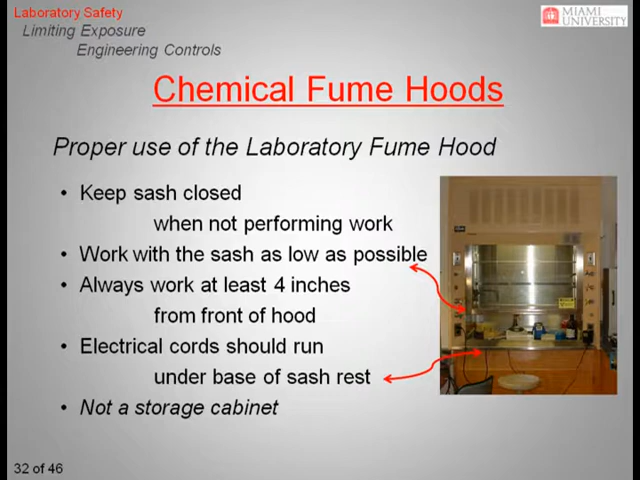 Laboratory Safety
Limiting Exposure
Engineering Controls
MIAMI
UNIVERSITY
Chemical Fume Hoods
Proper use of the Laboratory Fume Hood
• Keep sash closed
when not performing work
• Work with the sash as low as possible
• Always work at least 4 inches
from front of hood
• Electrical cords should run
under base of sash rest
• Not a storage cabinet
32 of 46